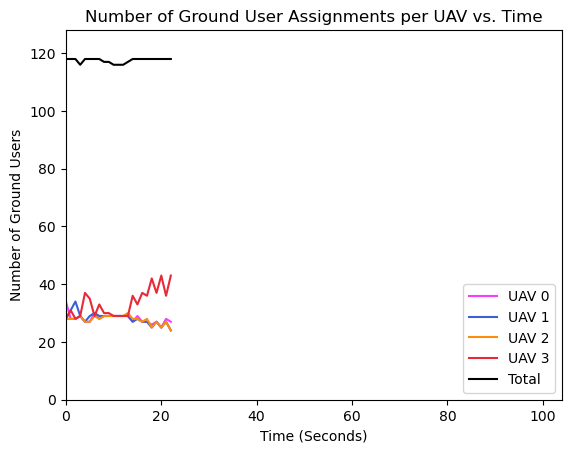 Number of Ground User Assignments per UAV vs. Time
Number of Ground Users
120
100
80
60
40
20
0
0 20 40 60 80 100
Time (Seconds)
UAV 0
UAV 1
UAV 2
UAV 3
Total